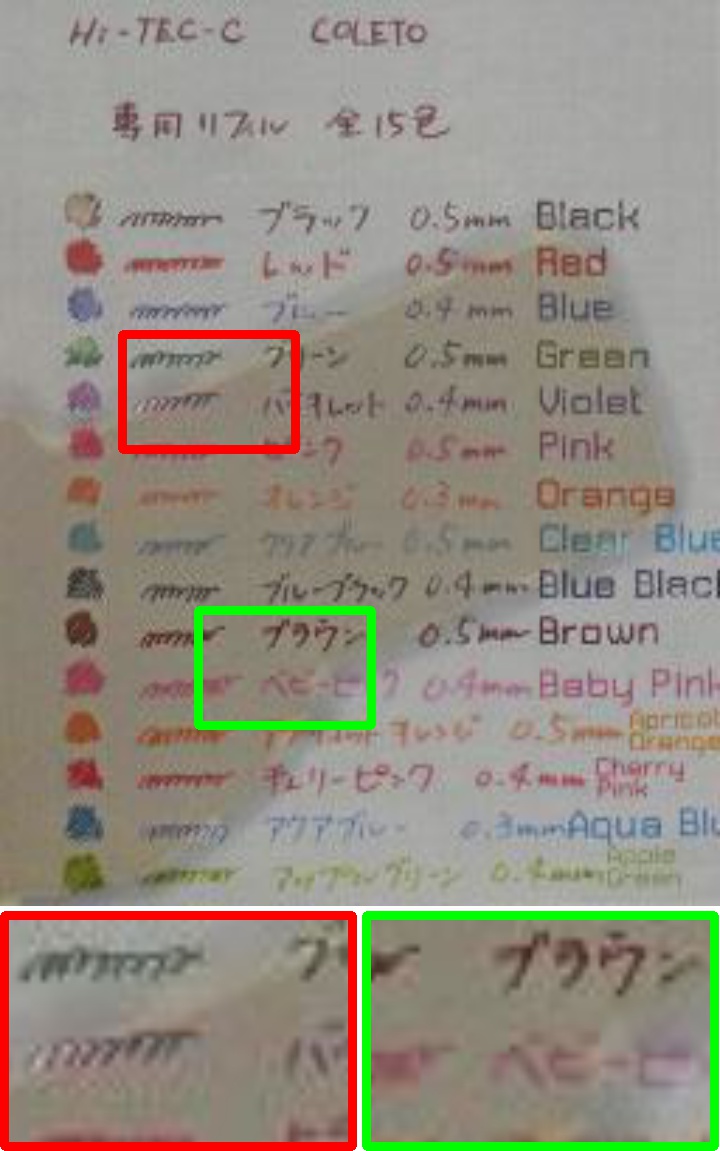 Hi-TEC-C COLETO
専用リフィル 全15色
ブラック 0.5mm Black
レッド 0.5mm Red
ブルー 0.4mm Blue
グリーン 0.5mm Green
バイオレット 0.4mm Violet
ピンク 0.5mm Pink
オレンジ 0.3mm Orange
クリアブルー 0.5mm Clear Blue
ブルーブラック 0.4mm Blue Black
ブラウン 0.5mm Brown
ベビーピンク 0.4mm Baby Pink
アプリコットオレンジ 0.5mm Apricot Orange
チェリーピンク 0.4mm Cherry Pink
アクアブルー 0.3mm Aqua Blu
アップルグリーン 0.4mm Apple Green
ブ
バ
ブラウン
ベビーピ